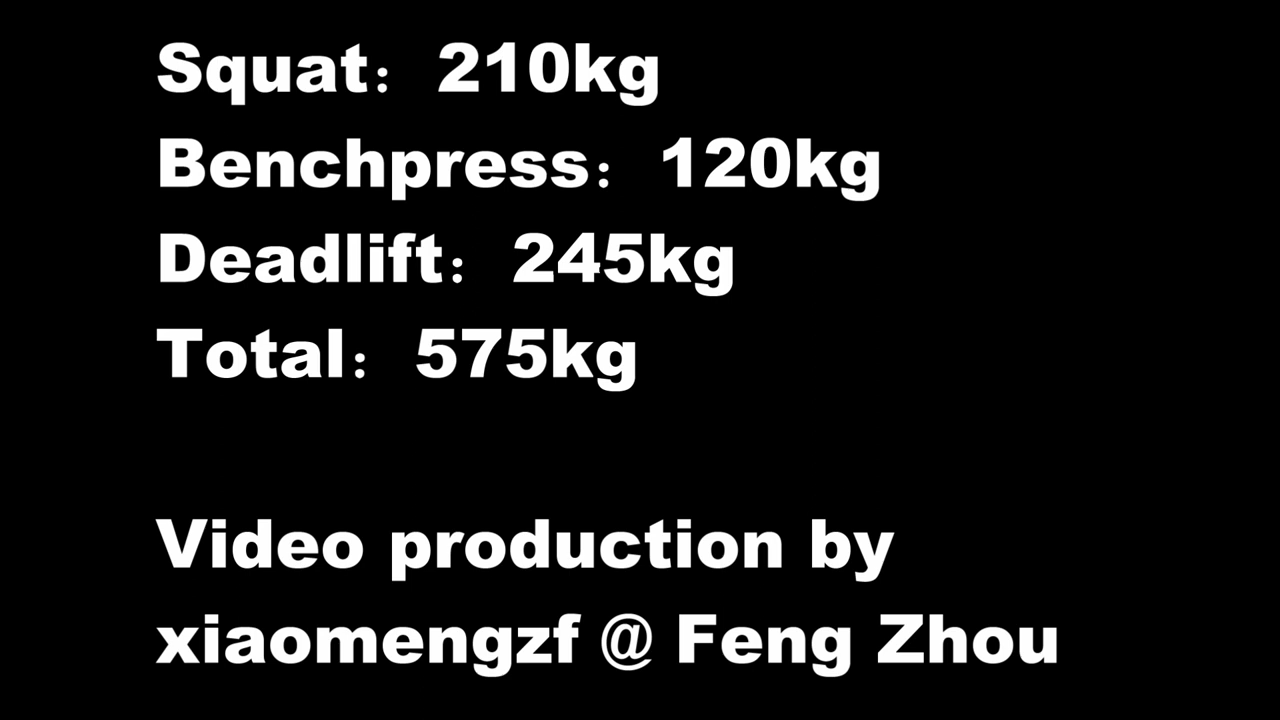 Squat：210kg
Benchpress：120kg
Deadlift：245kg
Total：575kg
Video production by
xiaomengzf @ Feng Zhou